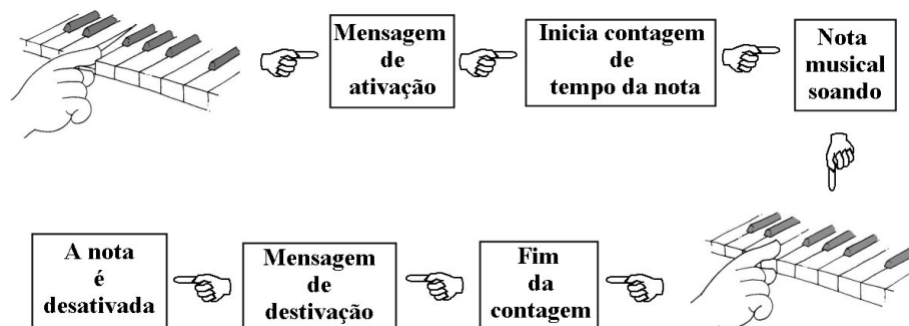 Mensagem
de
ativação
Inicia contagem
de
tempo da nota
Nota
musical
soando
Fim
da
contagem
Mensagem
de
destivação
A nota
é
desativada